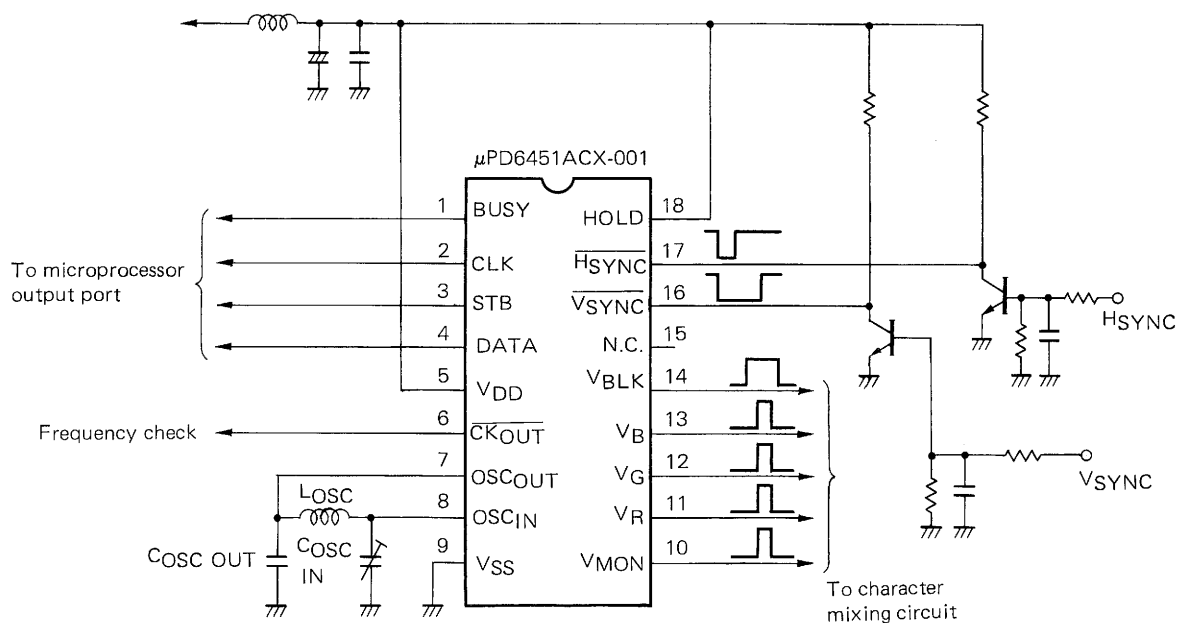 μPD6451ACX-001
1 BUSY
2 CLK
3 STB
4 DATA
5 VDD
6 CKOUT
7 OSCOUT
8 OSCIN
9 VSS
HOLD 18
HSYNC 17
VSYNC 16
N.C. 15
VBLK 14
VB 13
VG 12
VR 11
VMON 10
To microprocessor
output port
Frequency check
LOSC
COSC OUT
COSC
IN
HSYNC
VSYNC
To character
mixing circuit